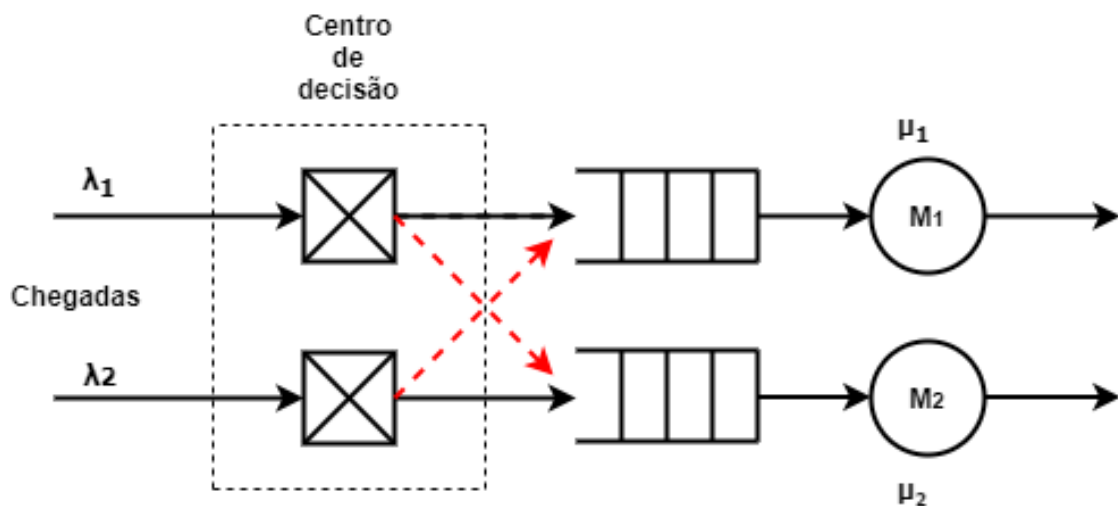 Centro
de
decisão
μ₁
λ₁
M₁
Chegadas
λ2
M₂
μ₂